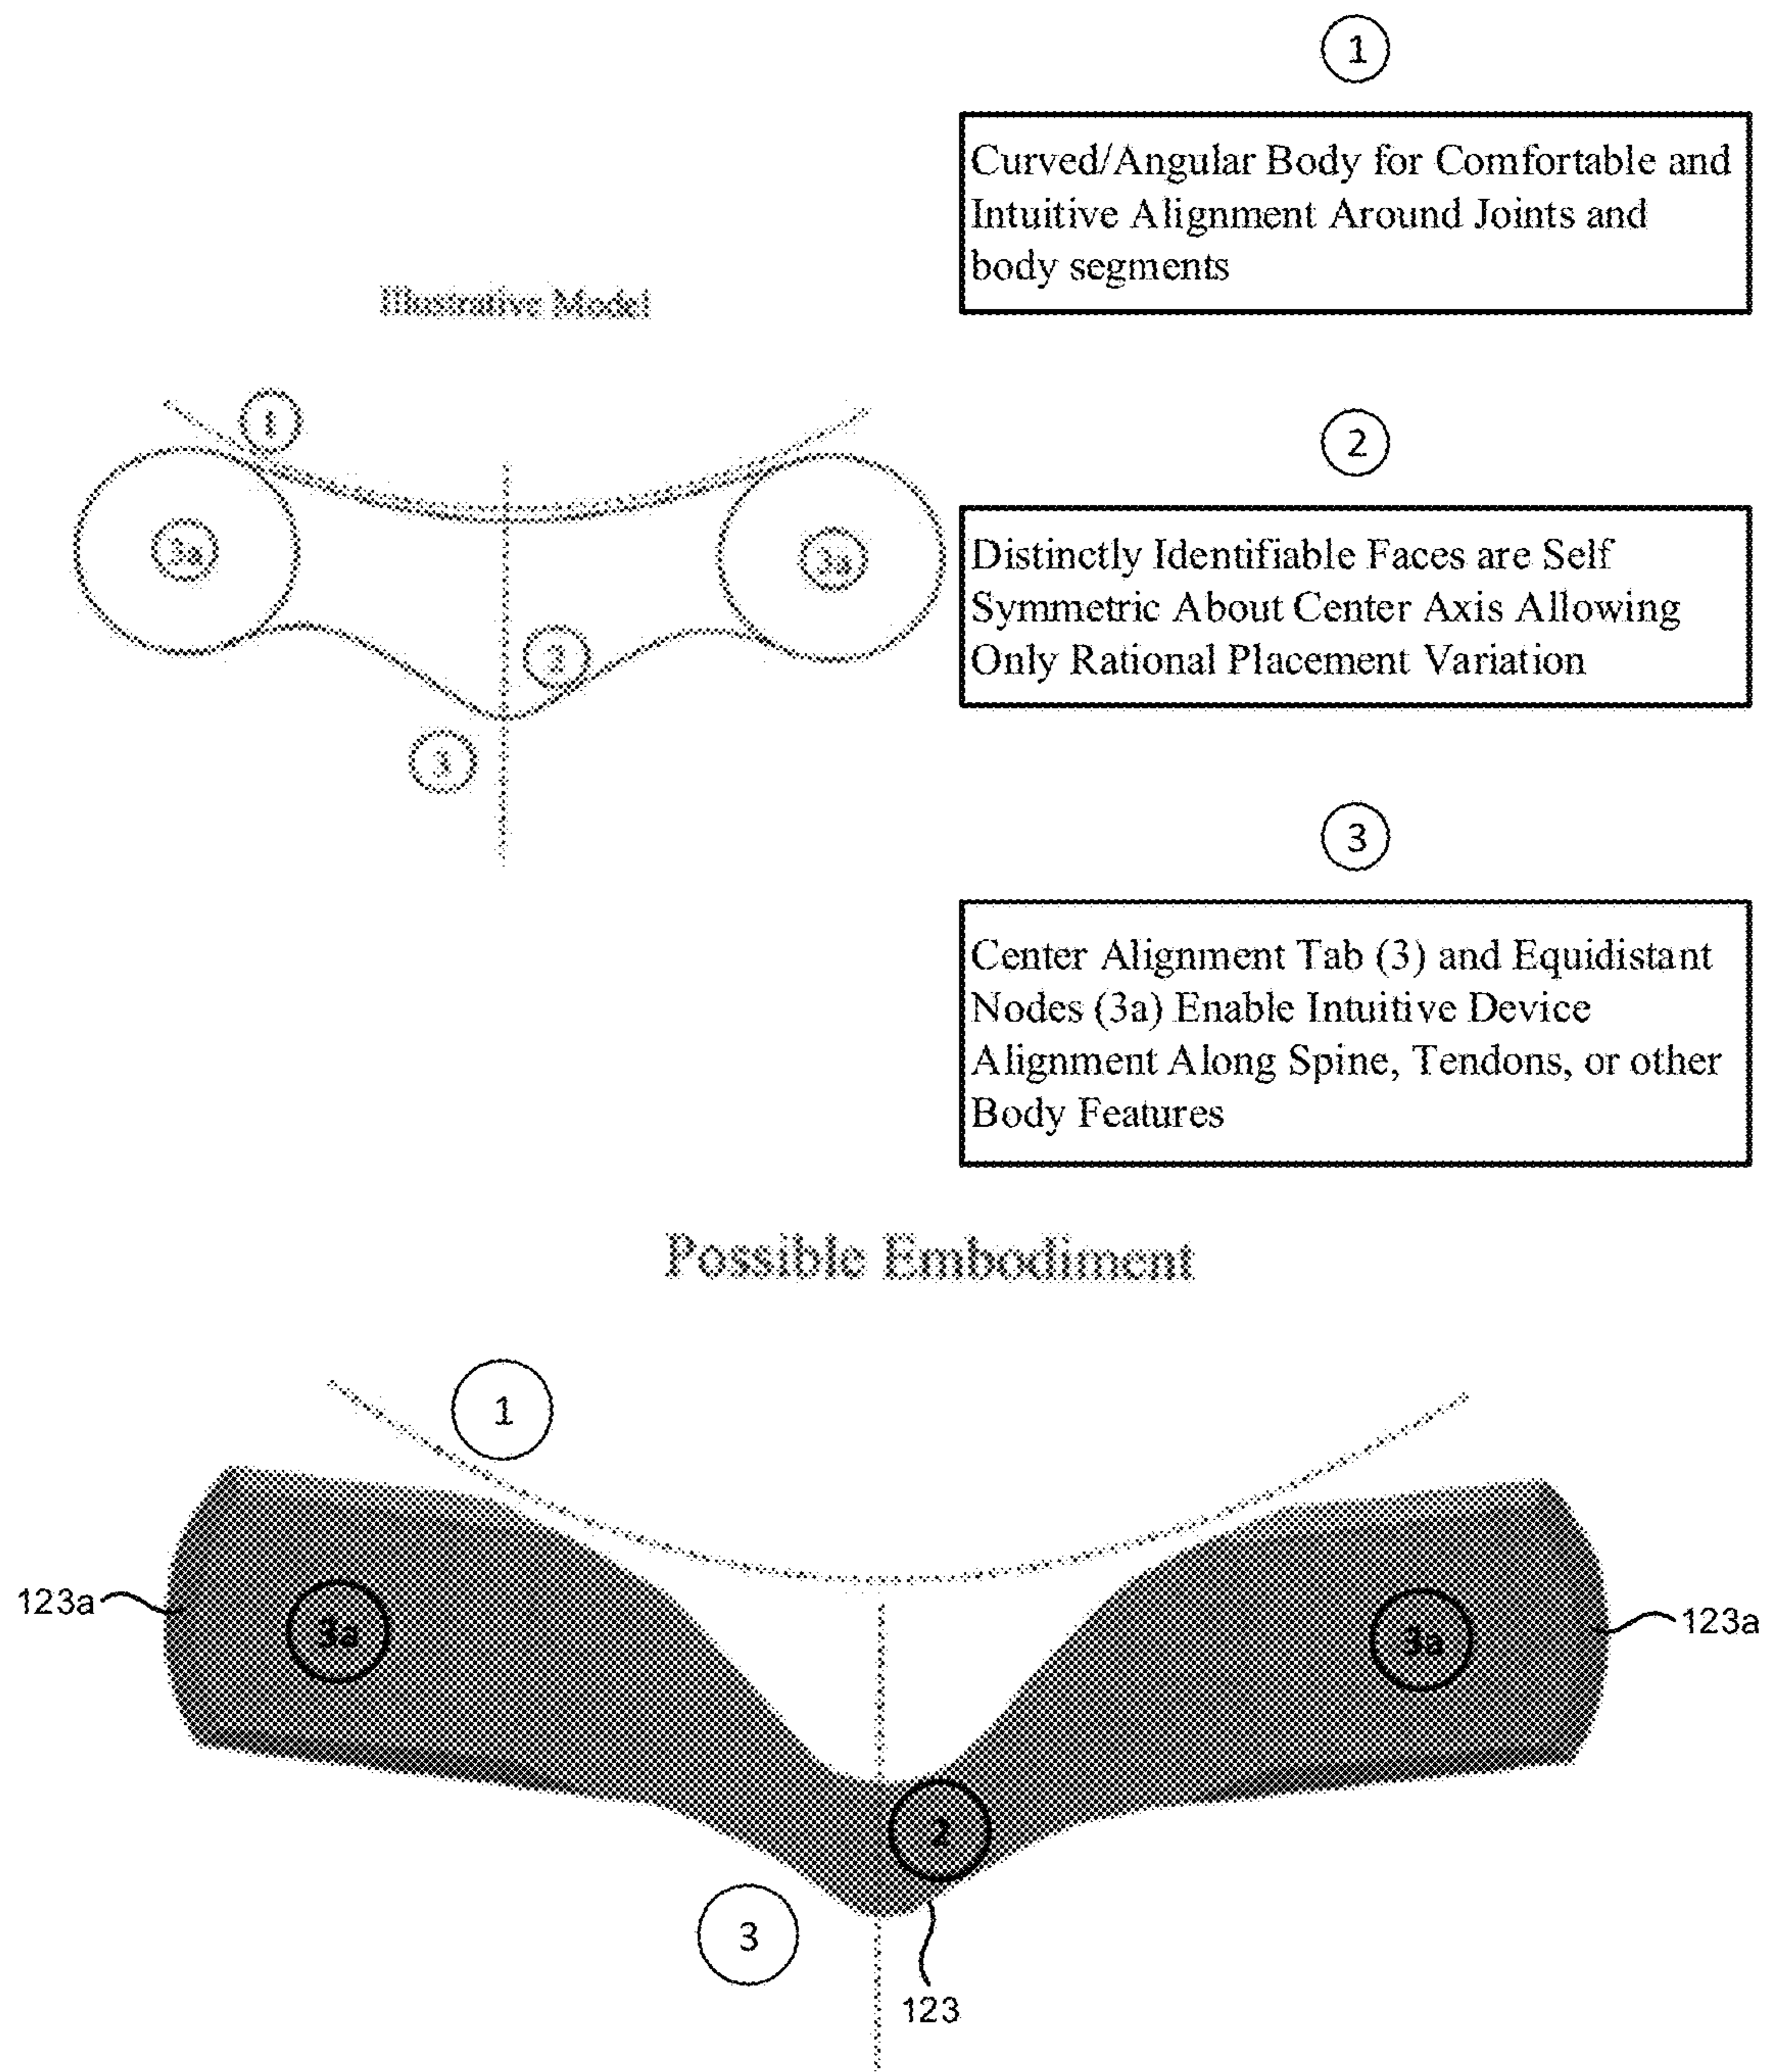 1
Curved/Angular Body for Comfortable and
Intuitive Alignment Around Joints and
body segments
Illustrative Model
1
3a
3a
2
3
2
Distinctly Identifiable Faces are Self
Symmetric About Center Axis Allowing
Only Rational Placement Variation
3
Center Alignment Tab (3) and Equidistant
Nodes (3a) Enable Intuitive Device
Alignment Along Spine, Tendons, or other
Body Features
Possible Embodiment
1
123a
3a
3a
123a
2
3
123